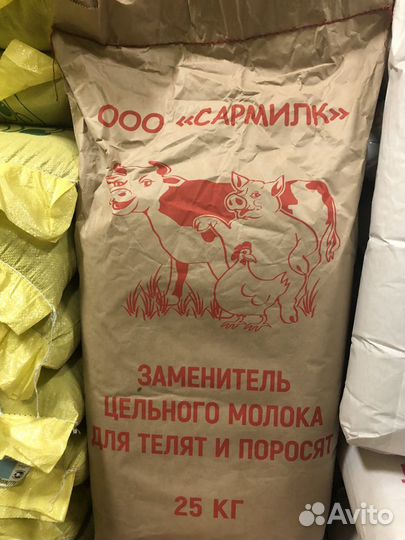 ООО «САРМИЛК»
ЗАМЕНИТЕЛЬ
ЦЕЛЬНОГО МОЛОКА
ДЛЯ ТЕЛЯТ И ПОРОСЯТ
25 КГ
Avito